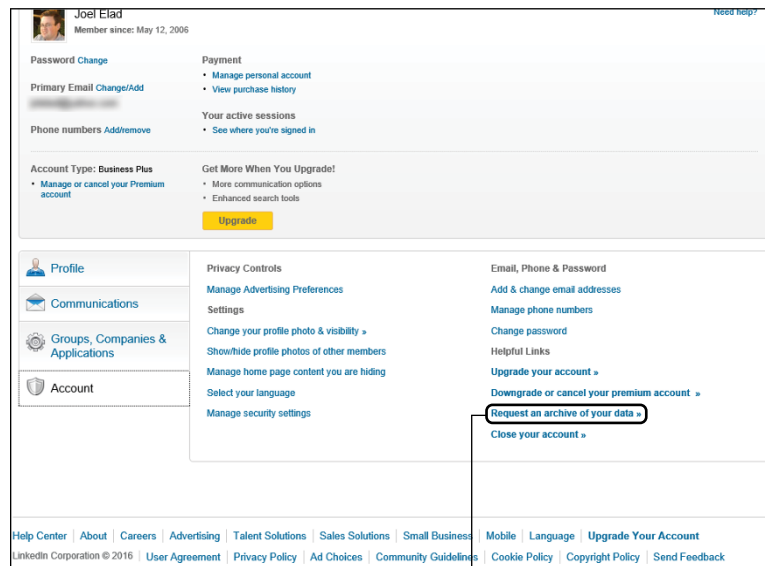 Joel Elad
Need help?
Member since: May 12, 2006
Password Change
Primary Email Change/Add
Phone numbers Add/remove
Payment
• Manage personal account
• View purchase history
Your active sessions
• See where you're signed in
Account Type: Business Plus
• Manage or cancel your Premium
account
Get More When You Upgrade!
• More communication options
• Enhanced search tools
Upgrade
Profile
Communications
Groups, Companies &
Applications
Account
Privacy Controls
Manage Advertising Preferences
Settings
Change your profile photo & visibility »
Show/hide profile photos of other members
Manage home page content you are hiding
Select your language
Manage security settings
Email, Phone & Password
Add & change email addresses
Manage phone numbers
Change password
Helpful Links
Upgrade your account »
Downgrade or cancel your premium account »
Request an archive of your data »
Close your account »
Help Center | About | Careers | Advertising | Talent Solutions | Sales Solutions | Small Business | Mobile | Language | Upgrade Your Account
LinkedIn Corporation © 2016 | User Agreement | Privacy Policy | Ad Choices | Community Guidelines | Cookie Policy | Copyright Policy | Send Feedback